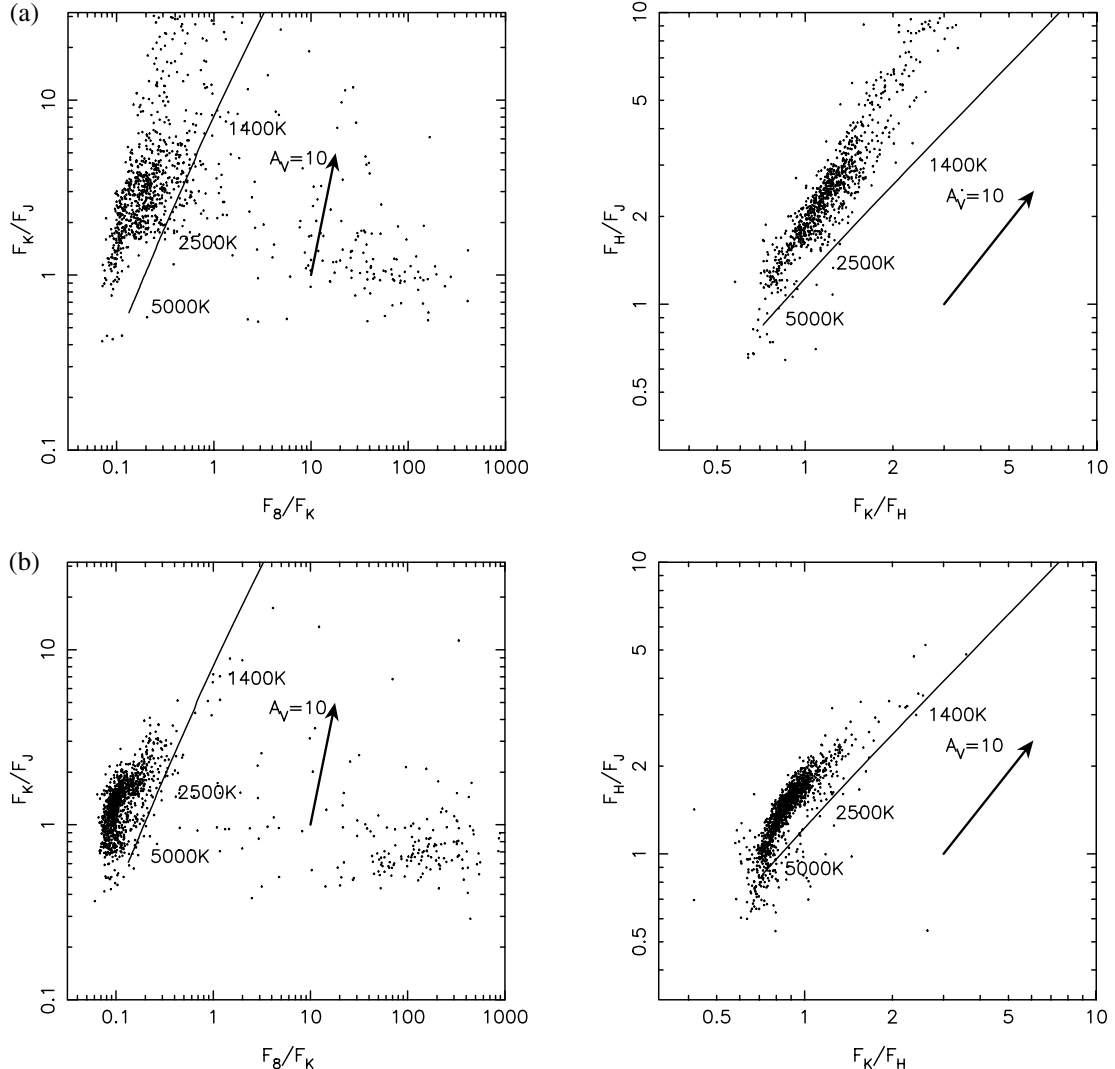 (a)
10
1
0.1
F_K/F_J
1400K
A_V=10
2500K
5000K
0.1 1 10 100 1000
F_8/F_K
10
5
2
1
0.5
F_H/F_J
1400K
A_V=10
2500K
5000K
0.5 1 2 5 10
F_K/F_H
(b)
10
1
0.1
F_K/F_J
1400K
A_V=10
2500K
5000K
0.1 1 10 100 1000
F_8/F_K
10
5
2
1
0.5
F_H/F_J
1400K
A_V=10
2500K
5000K
0.5 1 2 5 10
F_K/F_H